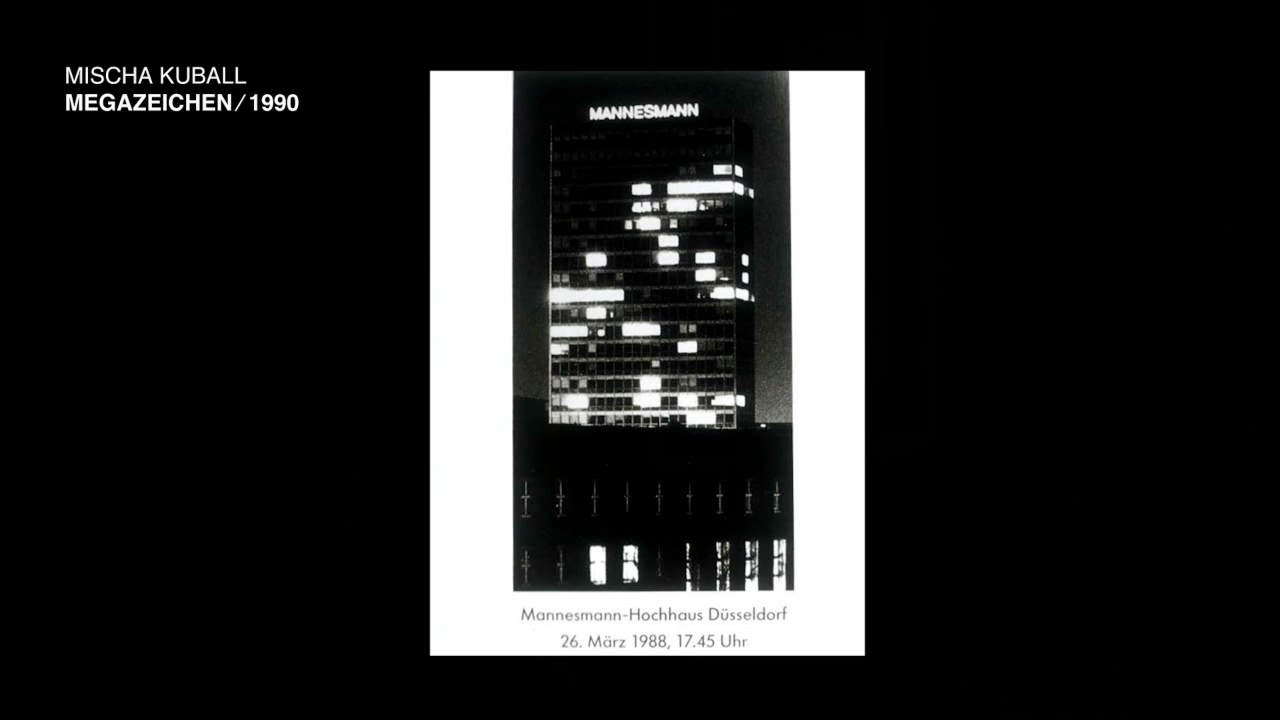 MISCHA KUBALL
MEGAZEICHEN / 1990
MANNESMANN
Mannesmann-Hochhaus Düsseldorf
26. März 1988, 17.45 Uhr